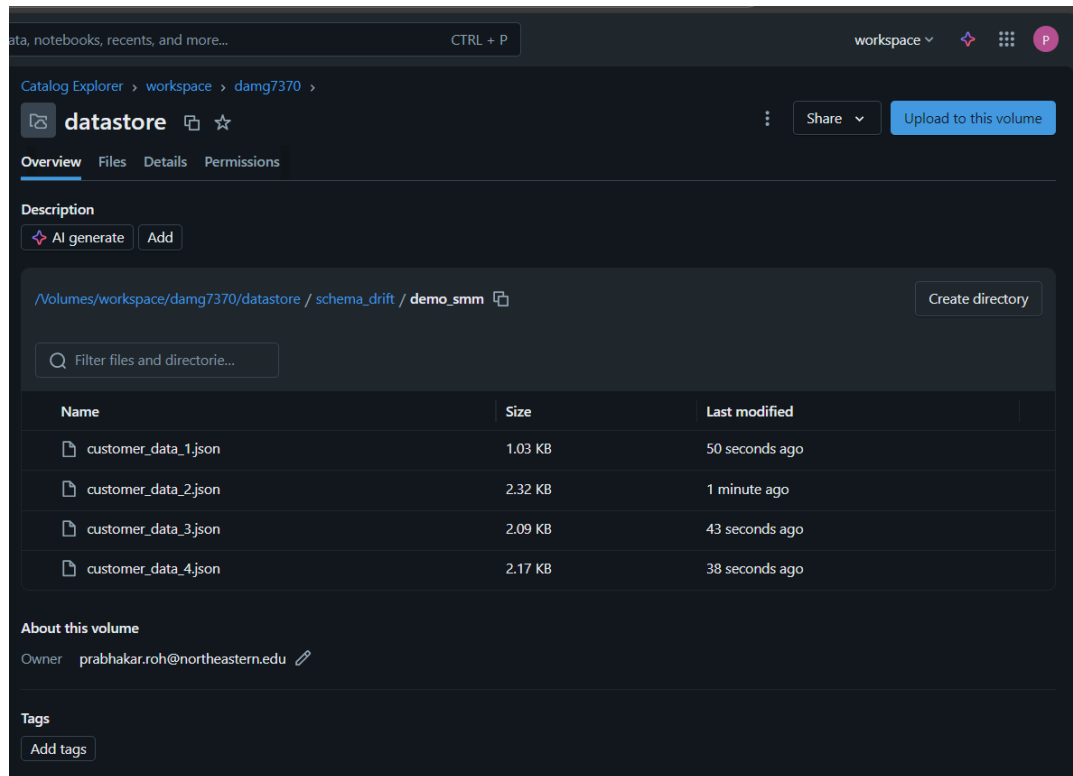 ata, notebooks, recents, and more... CTRL + P workspace P
Catalog Explorer › workspace › damg7370 ›
datastore Share Upload to this volume
Overview Files Details Permissions
Description
AI generate Add
/Volumes/workspace/damg7370/datastore / schema_drift / demo_smm Create directory
Filter files and directorie...
Name Size Last modified
customer_data_1.json 1.03 KB 50 seconds ago
customer_data_2.json 2.32 KB 1 minute ago
customer_data_3.json 2.09 KB 43 seconds ago
customer_data_4.json 2.17 KB 38 seconds ago
About this volume
Owner prabhakar.roh@northeastern.edu
Tags
Add tags